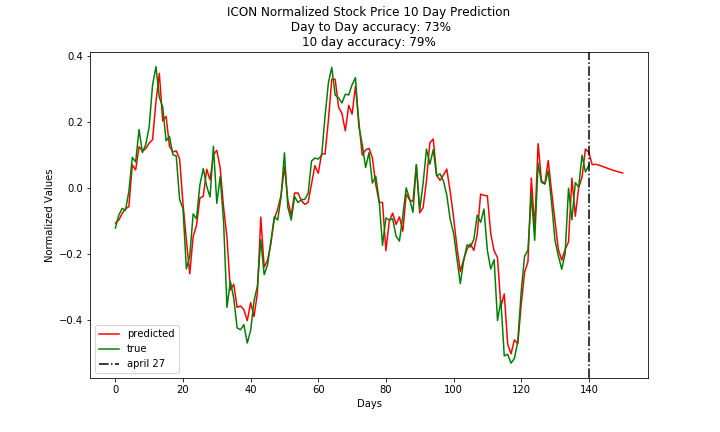 ICON Normalized Stock Price 10 Day Prediction
Day to Day accuracy: 73%
10 day accuracy: 79%
Normalized Values
0.4
0.2
0.0
−0.2
−0.4
predicted
true
april 27
0
20
40
60
80
100
120
140
Days